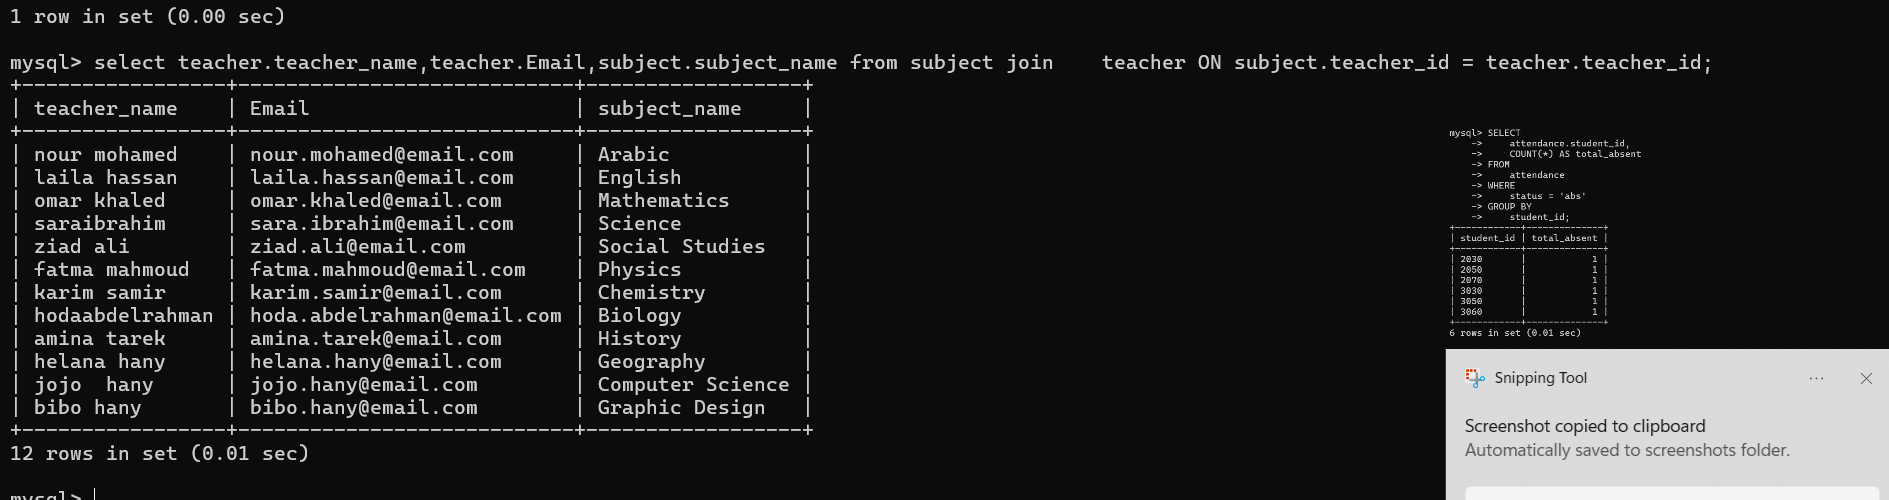 1 row in set (0.00 sec)
mysql> select teacher.teacher_name,teacher.Email,subject.subject_name from subject join    teacher ON subject.teacher_id = teacher.teacher_id;
+-----------------+----------------------------+------------------+
| teacher_name    | Email                      | subject_name     |
+-----------------+----------------------------+------------------+
| nour mohamed    | nour.mohamed@email.com     | Arabic           |
| laila hassan    | laila.hassan@email.com     | English          |
| omar khaled     | omar.khaled@email.com      | Mathematics      |
| saraibrahim     | sara.ibrahim@email.com     | Science          |
| ziad ali        | ziad.ali@email.com         | Social Studies   |
| fatma mahmoud   | fatma.mahmoud@email.com    | Physics          |
| karim samir     | karim.samir@email.com      | Chemistry        |
| hodaabdelrahman | hoda.abdelrahman@email.com | Biology          |
| amina tarek     | amina.tarek@email.com      | History          |
| helana hany     | helana.hany@email.com      | Geography        |
| jojo  hany      | jojo.hany@email.com        | Computer Science |
| bibo hany       | bibo.hany@email.com        | Graphic Design   |
+-----------------+----------------------------+------------------+
12 rows in set (0.01 sec)
mysql>
mysql> SELECT
    ->     attendance.student_id,
    ->     COUNT(*) AS total_absent
    -> FROM
    ->     attendance
    -> WHERE
    ->     status = 'abs'
    -> GROUP BY
    ->     student_id;
+------------+--------------+
| student_id | total_absent |
+------------+--------------+
| 2030       |            1 |
| 2050       |            1 |
| 2070       |            1 |
| 3030       |            1 |
| 3050       |            1 |
| 3060       |            1 |
+------------+--------------+
6 rows in set (0.01 sec)
Snipping Tool
Screenshot copied to clipboard
Automatically saved to screenshots folder.